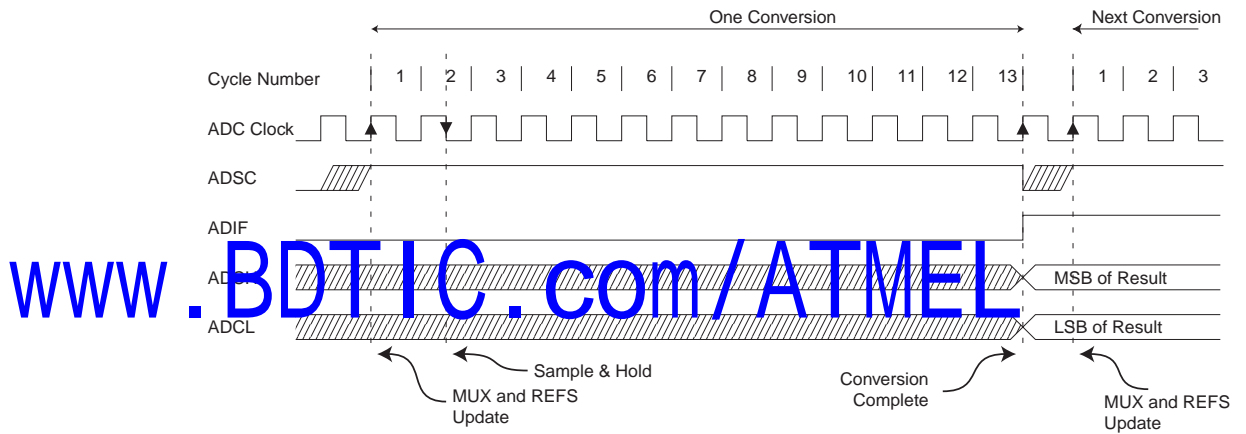 One Conversion Next Conversion
Cycle Number 1 2 3 4 5 6 7 8 9 10 11 12 13 1 2 3
ADC Clock
ADSC
ADIF
www.BDTIC.com/ATMEL
MSB of Result
ADCL LSB of Result
Sample & Hold
MUX and REFS
Update
Conversion
Complete
MUX and REFS
Update